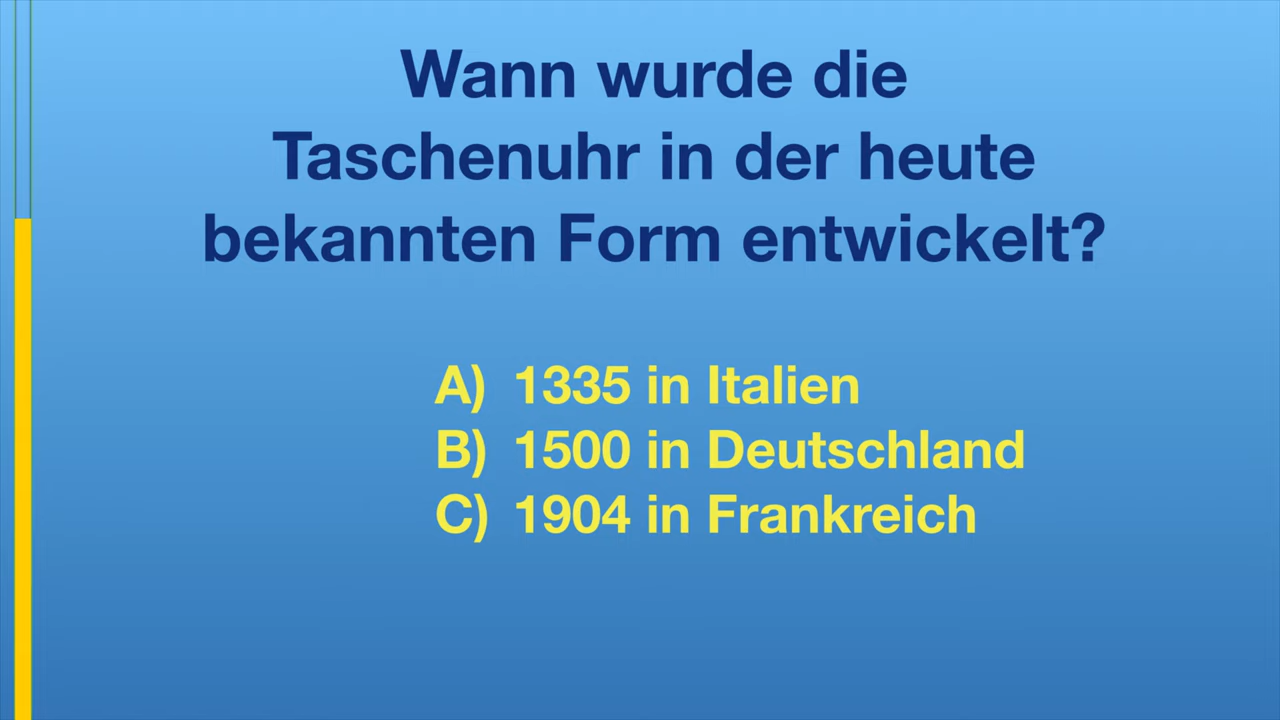 Wann wurde die
Taschenuhr in der heute
bekannten Form entwickelt?
A) 1335 in Italien
B) 1500 in Deutschland
C) 1904 in Frankreich